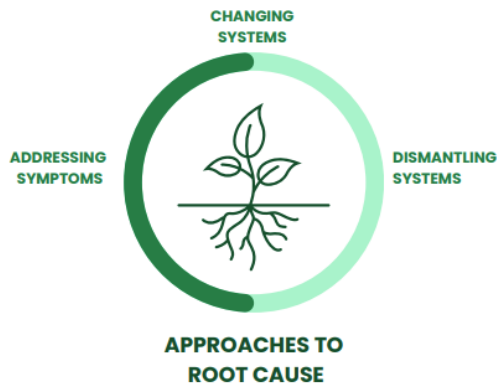 CHANGING
SYSTEMS
ADDRESSING
SYMPTOMS
DISMANTLING
SYSTEMS
APPROACHES TO
ROOT CAUSE